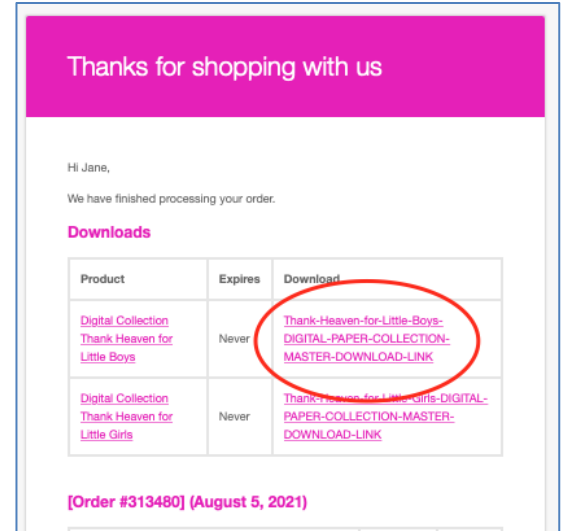 Thanks for shopping with us
Hi Jane,
We have finished processing your order.
Downloads
Product Expires Download
Digital Collection
Thank Heaven for
Little Boys
Never
Thank-Heaven-for-Little-Boys-
DIGITAL-PAPER-COLLECTION-
MASTER-DOWNLOAD-LINK
Digital Collection
Thank Heaven for
Little Girls
Never
Thank-Heaven-for-Little-Girls-DIGITAL-
PAPER-COLLECTION-MASTER-
DOWNLOAD-LINK
[Order #313480] (August 5, 2021)